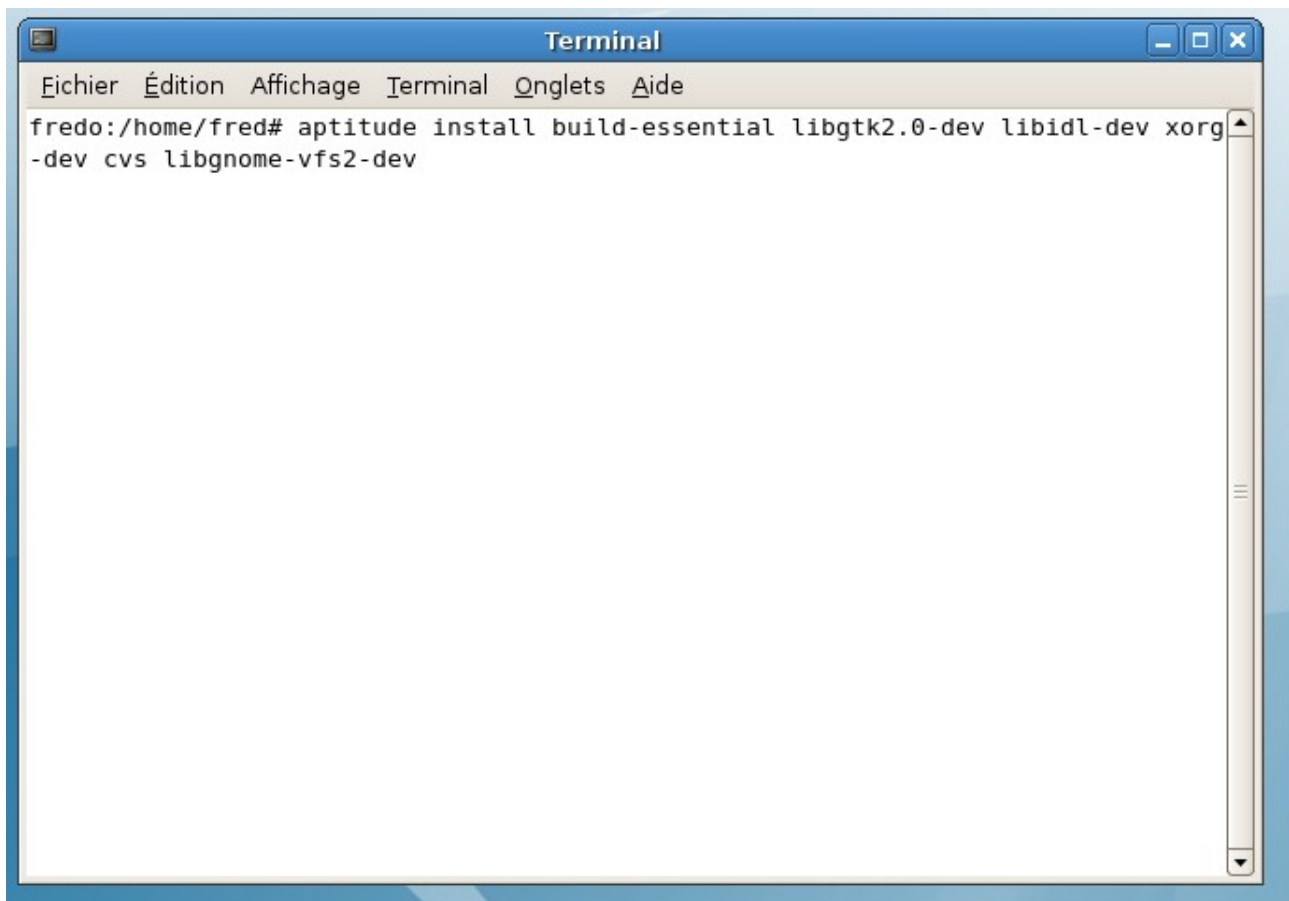 Terminal
Fichier Édition Affichage Terminal Onglets Aide
fredo:/home/fred# aptitude install build-essential libgtk2.0-dev libidl-dev xorg
-dev cvs libgnome-vfs2-dev